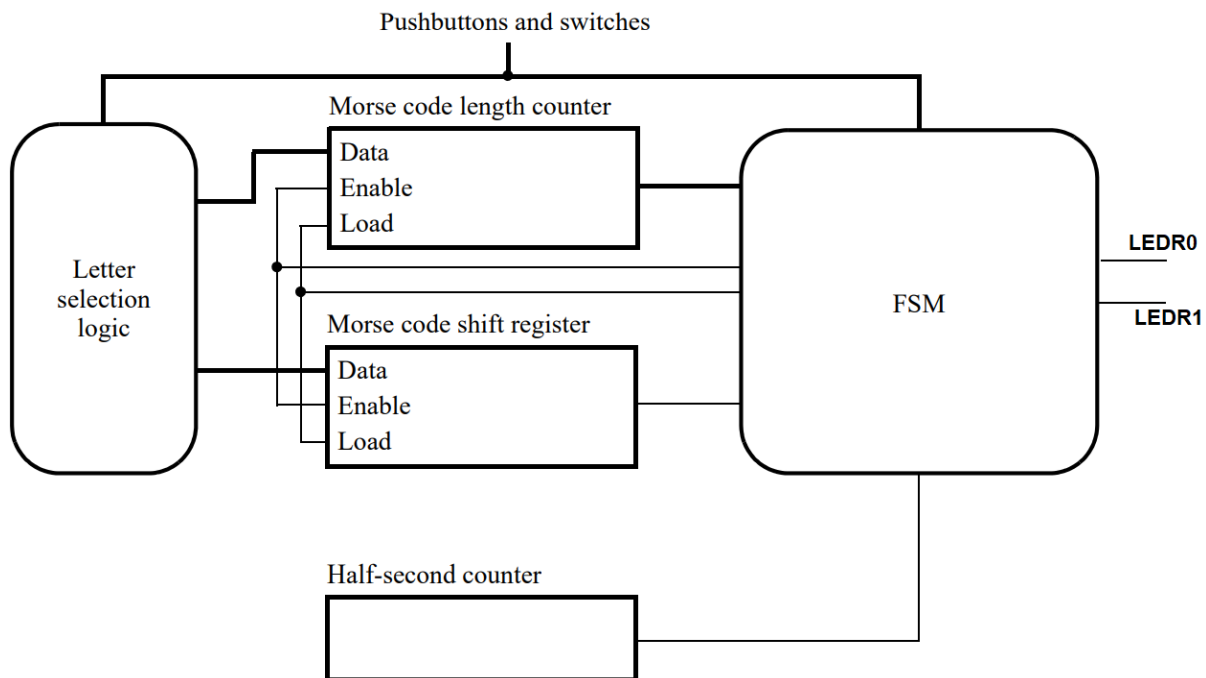 Pushbuttons and switches
Morse code length counter
Data
Enable
Load
Letter
selection
logic
Morse code shift register
Data
Enable
Load
FSM
LEDR0
LEDR1
Half-second counter